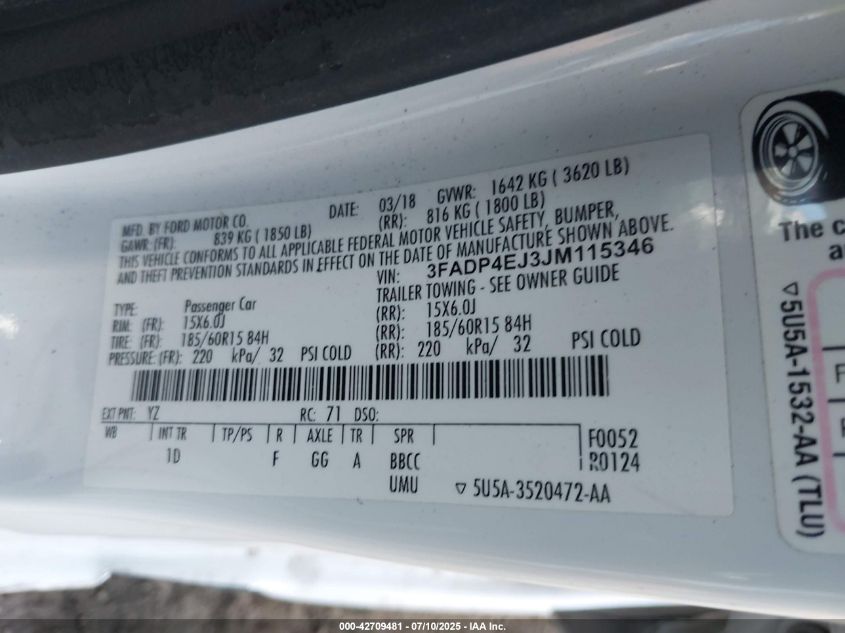 MFD. BY FORD MOTOR CO. DATE: 03/18 GVWR: 1642 KG ( 3620 LB)
GAWR: (FR): 839 KG ( 1850 LB) (RR): 816 KG ( 1800 LB)
THIS VEHICLE CONFORMS TO ALL APPLICABLE FEDERAL MOTOR VEHICLE SAFETY, BUMPER,
AND THEFT PREVENTION STANDARDS IN EFFECT ON THE DATE OF MANUFACTURE SHOWN ABOVE.
VIN: 3FADP4EJ3JM115346
TYPE: Passenger Car TRAILER TOWING - SEE OWNER GUIDE
RIM: (FR): 15X6.0J (RR): 15X6.0J
TIRE: (FR): 185/60R15 84H (RR): 185/60R15 84H
PRESSURE: (FR): 220 kPa/ 32 PSI COLD (RR): 220 kPa/ 32 PSI COLD
EXT PNT: YZ RC: 71 DSO:
WB INT TR TP/PS R AXLE TR SPR F0052
1D F GG A BBCC R0124
UMU ▽ 5U5A-3520472-AA
The c
a
▽5U5A-1532-AA (TLU)
000-42709481 - 07/10/2025 - IAA Inc.